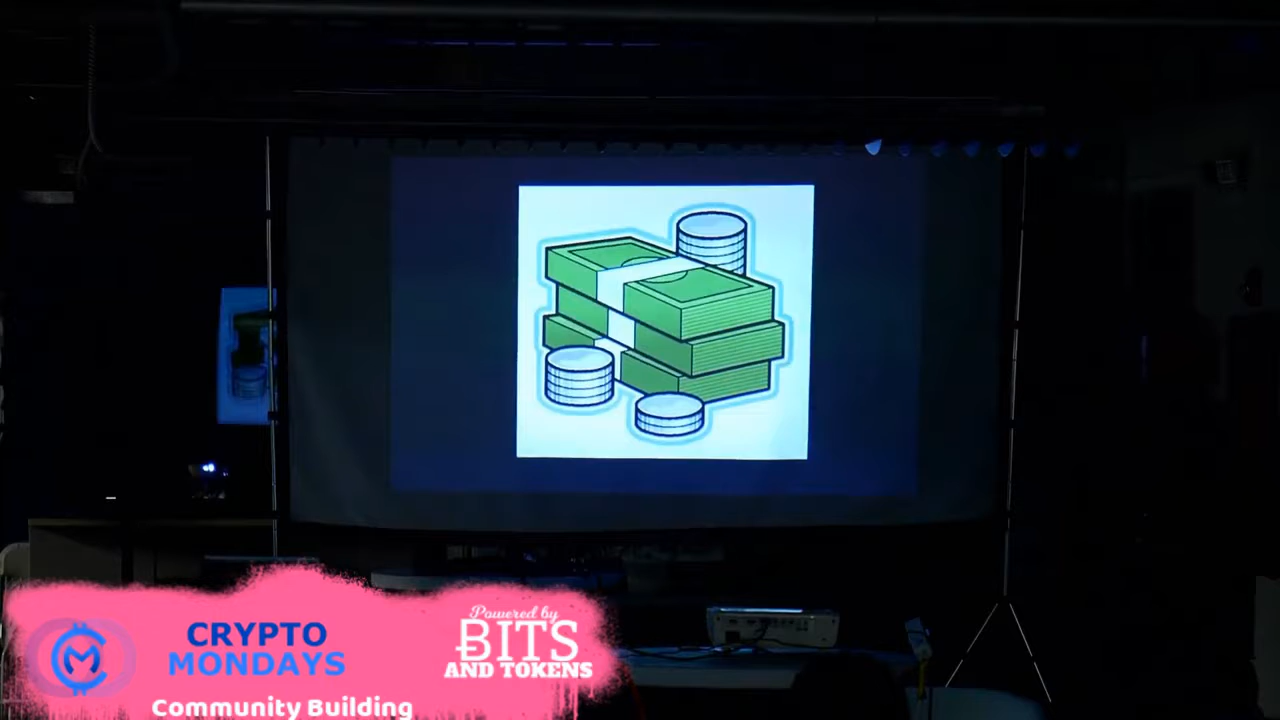 CRYPTO
MONDAYS
Powered by
BITS
AND TOKENS
Community Building